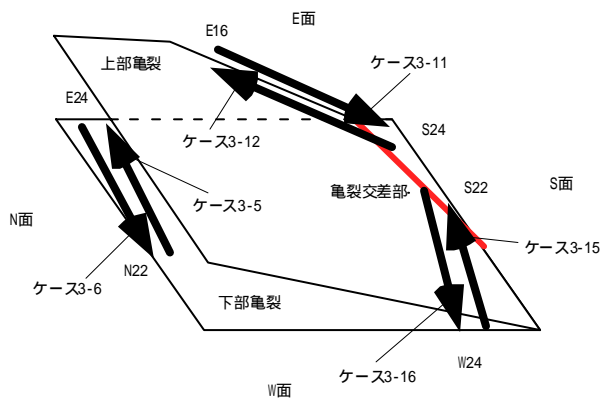 E面
E16
ケース3-11
上部亀裂
E24
S24
ケース3-12
亀裂交差部
S22
S面
ケース3-5
N面
ケース3-15
N22
ケース3-6
下部亀裂
W24
ケース3-16
W面